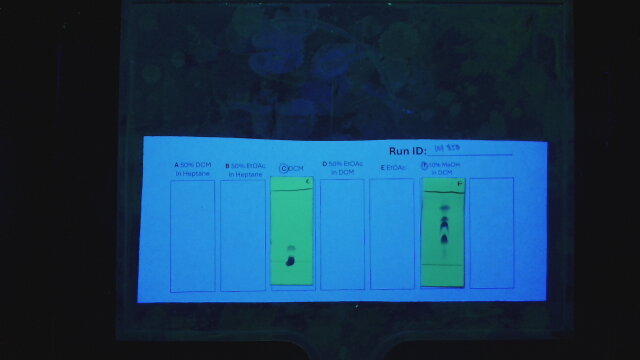 Run ID:
A 50% DCM in Heptane
B 50% EtOAc in Heptane
C DCM
D 50% EtOAc in DCM
E EtOAc
F 10% MeOH in DCM
C
F